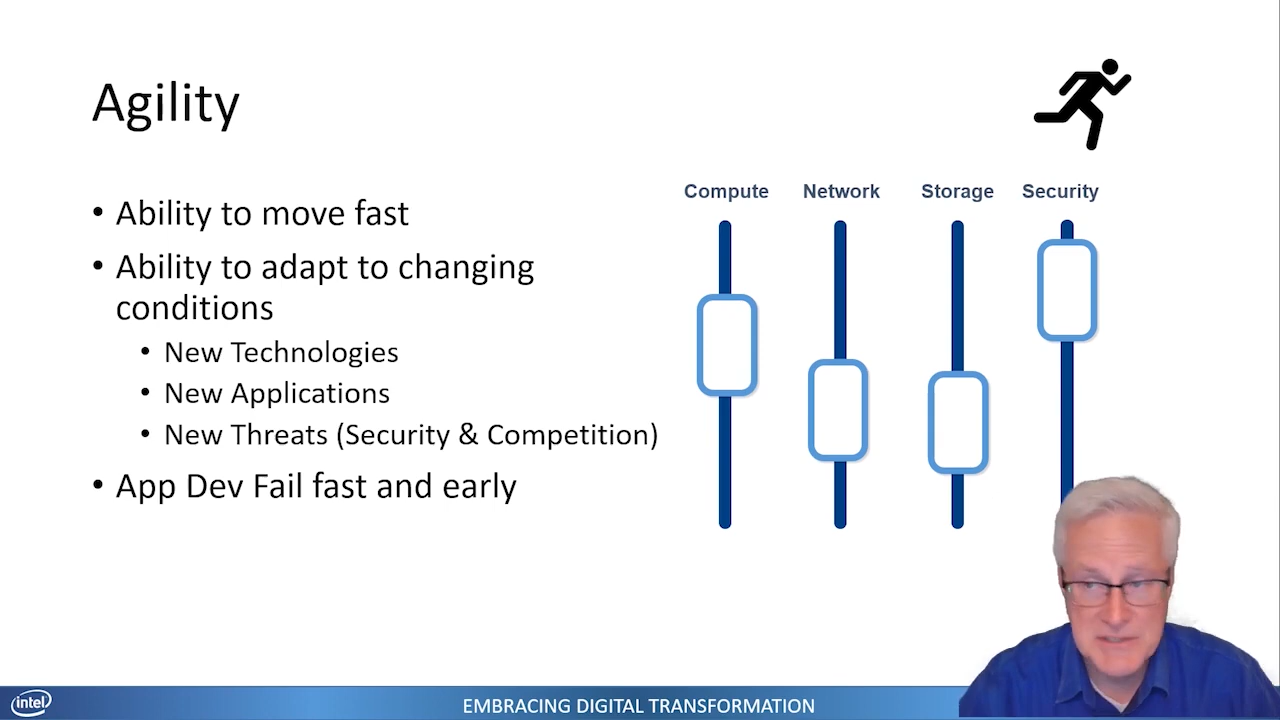 Agility
• Ability to move fast
• Ability to adapt to changing
conditions
• New Technologies
• New Applications
• New Threats (Security & Competition)
• App Dev Fail fast and early
Compute Network Storage Security
intel
EMBRACING DIGITAL TRANSFORMATION